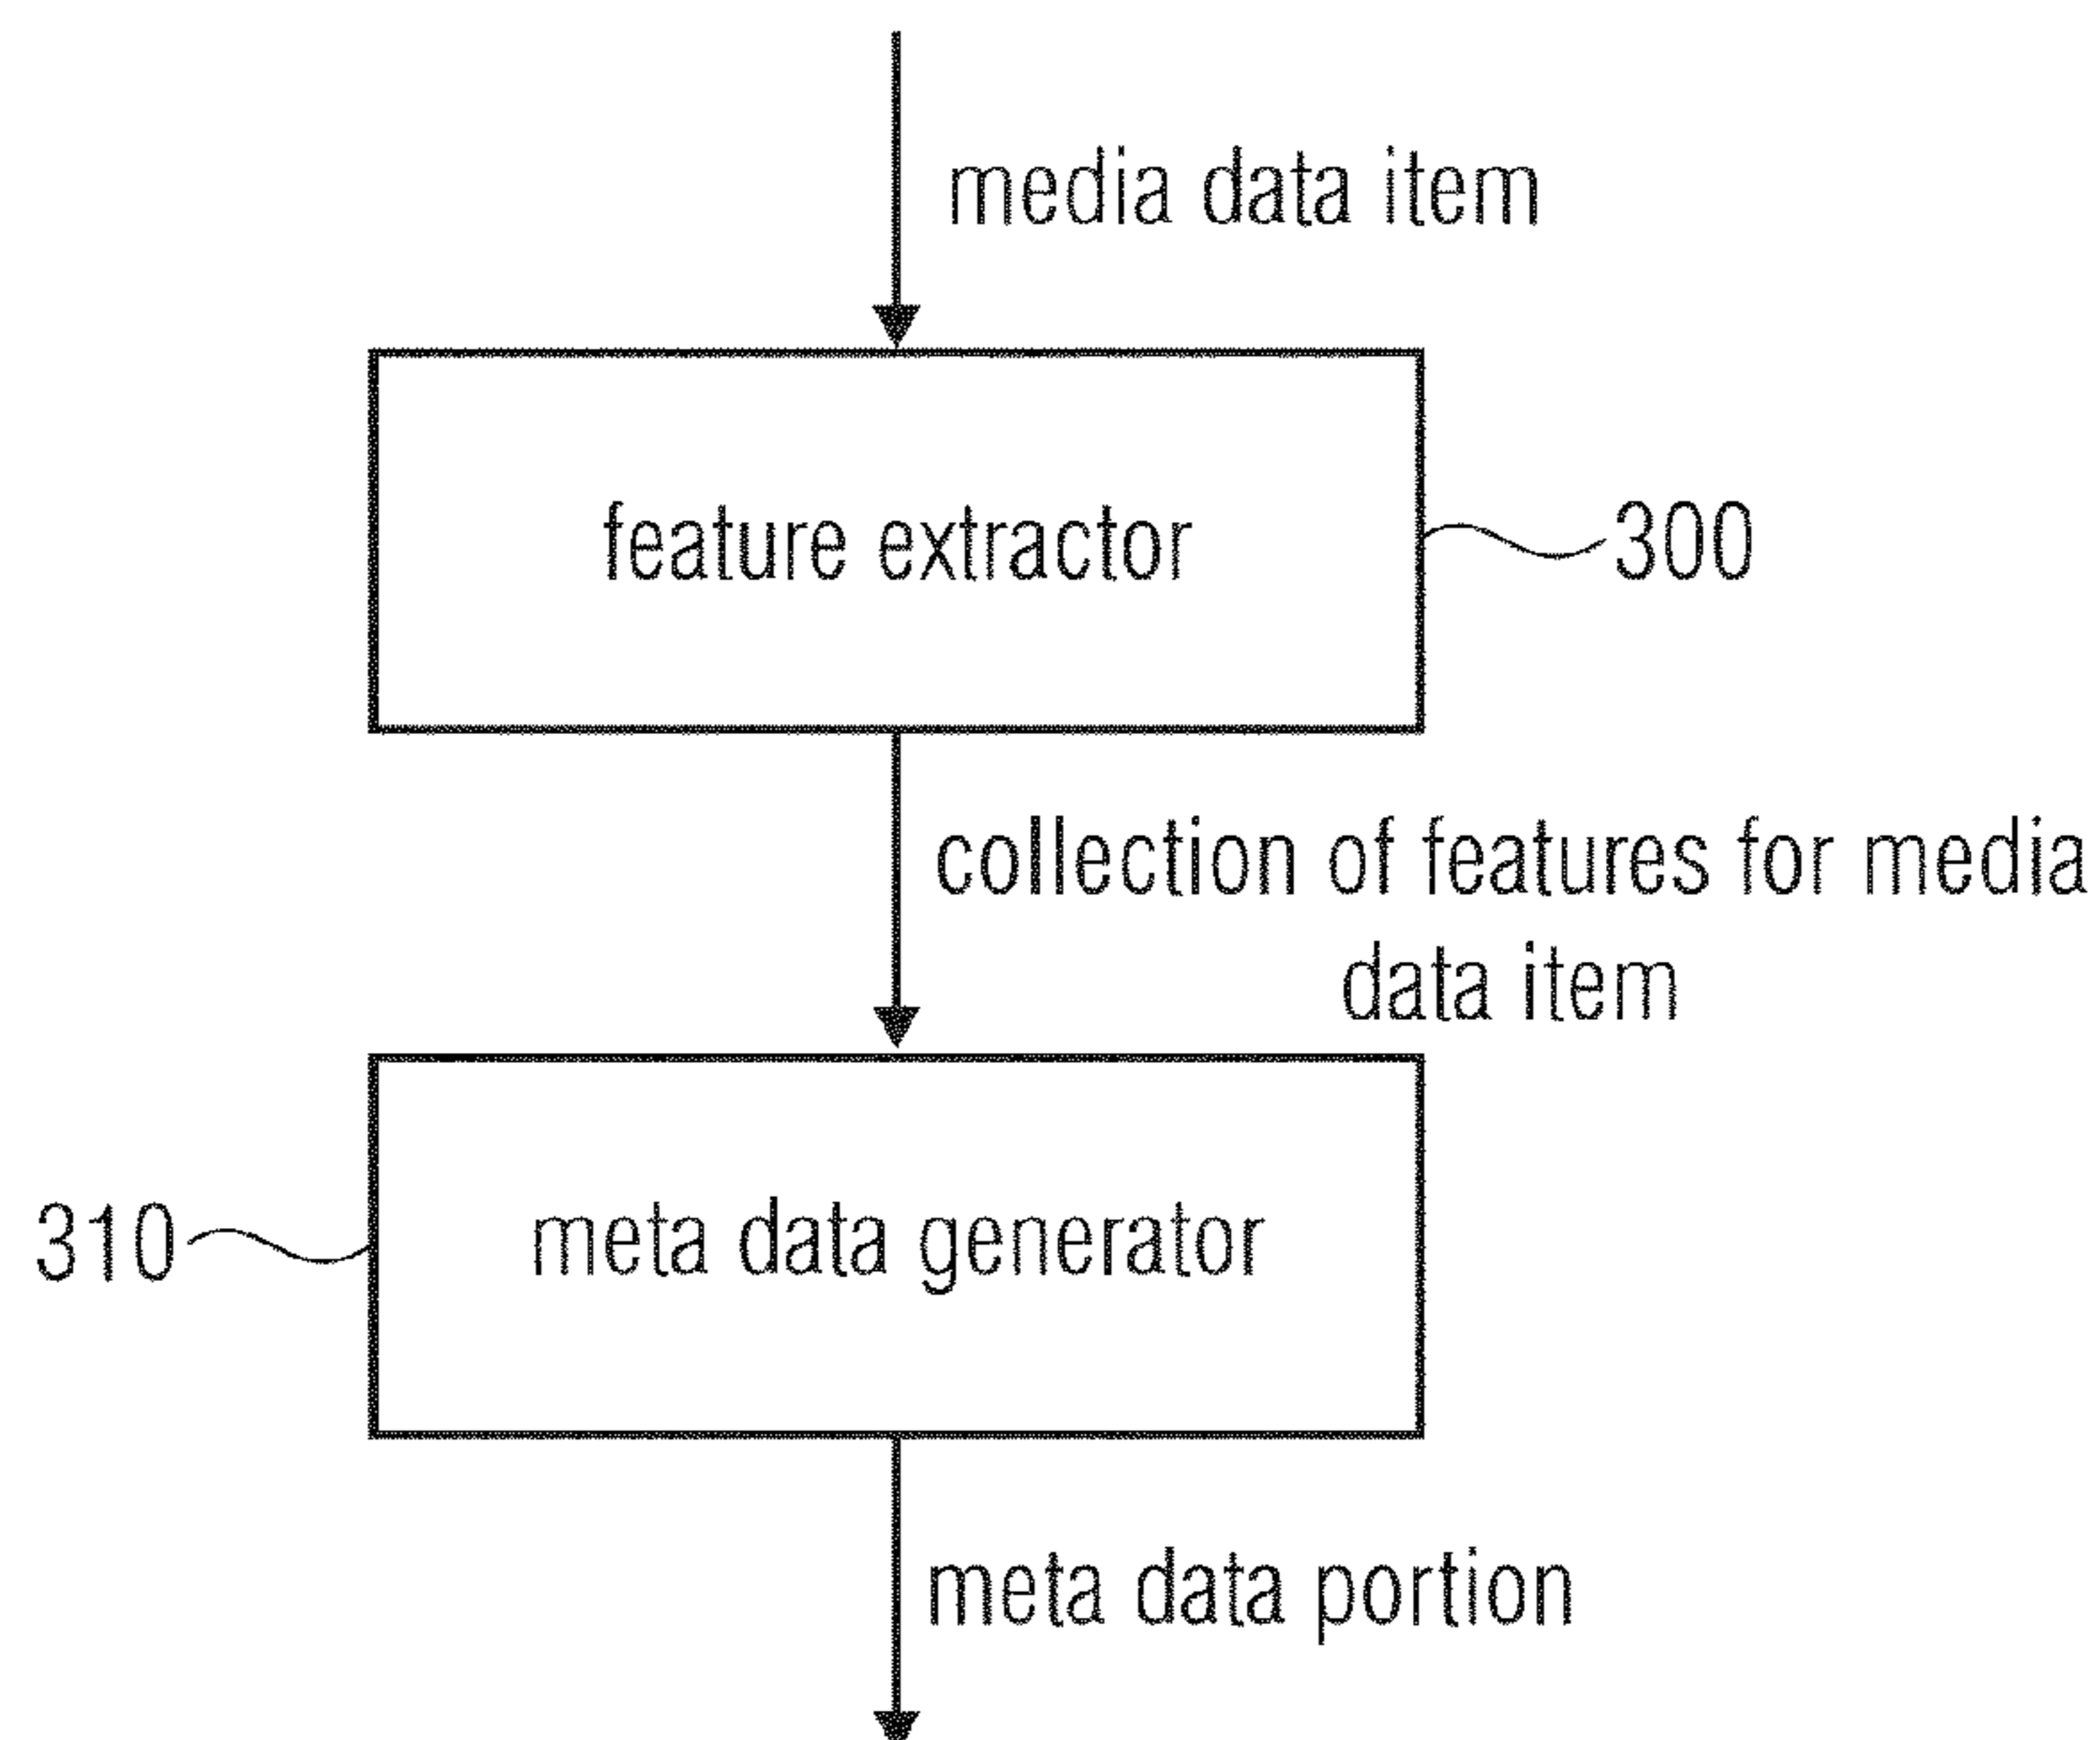 media data item
feature extractor
300
collection of features for media
data item
310
meta data generator
meta data portion